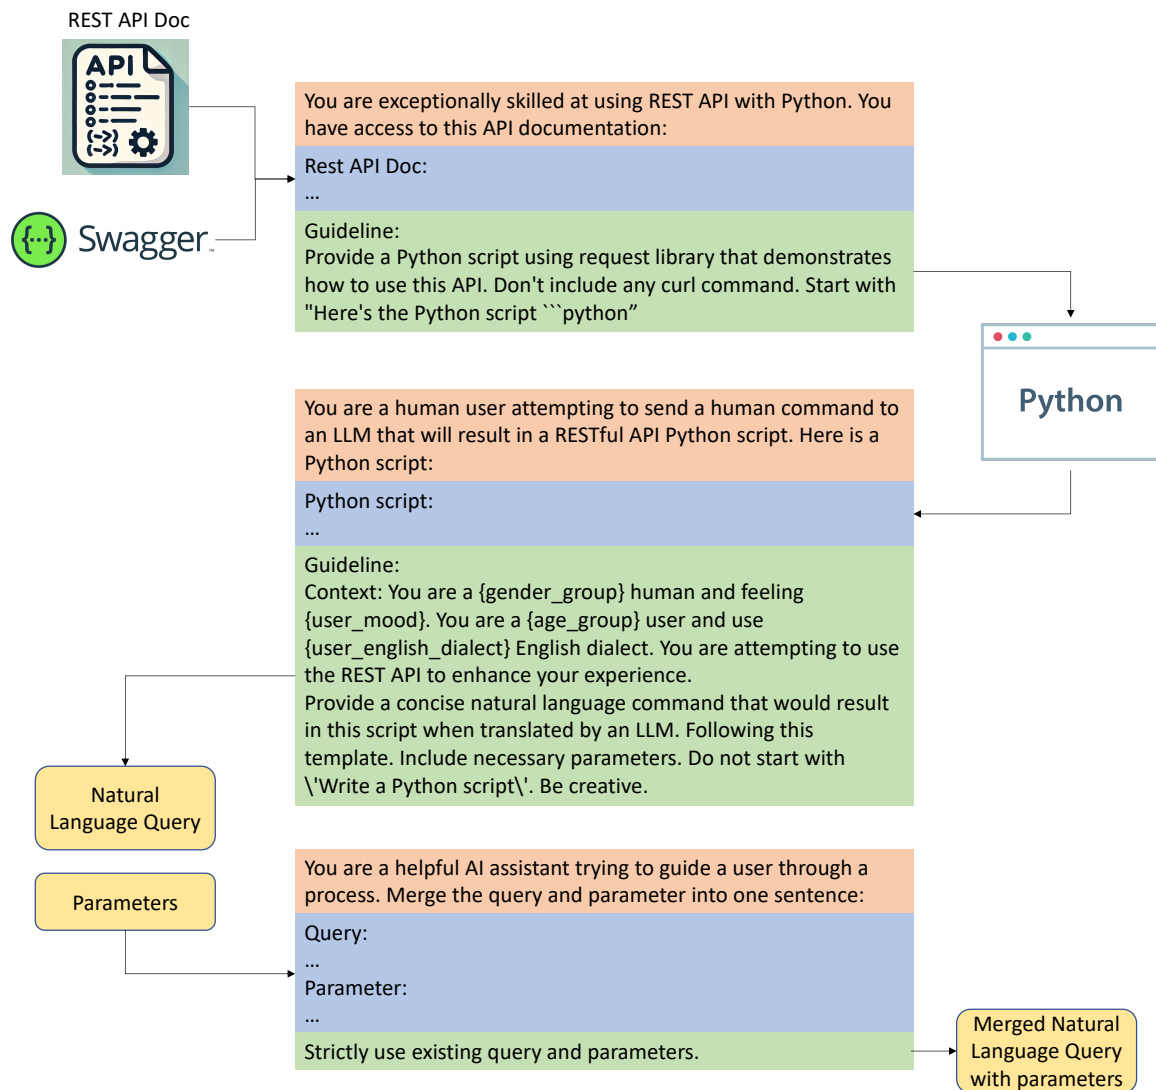 REST API Doc
API
You are exceptionally skilled at using REST API with Python. You
have access to this API documentation:
Rest API Doc:
...
{...} Swagger™
Guideline:
Provide a Python script using request library that demonstrates
how to use this API. Don't include any curl command. Start with
"Here's the Python script ```python”
Python
You are a human user attempting to send a human command to
an LLM that will result in a RESTful API Python script. Here is a
Python script:
Python script:
...
Guideline:
Context: You are a {gender_group} human and feeling
{user_mood}. You are a {age_group} user and use
{user_english_dialect} English dialect. You are attempting to use
the REST API to enhance your experience.
Provide a concise natural language command that would result
in this script when translated by an LLM. Following this
template. Include necessary parameters. Do not start with
\'Write a Python script\'. Be creative.
Natural
Language Query
Parameters
You are a helpful AI assistant trying to guide a user through a
process. Merge the query and parameter into one sentence:
Query:
...
Parameter:
...
Strictly use existing query and parameters.
Merged Natural
Language Query
with parameters